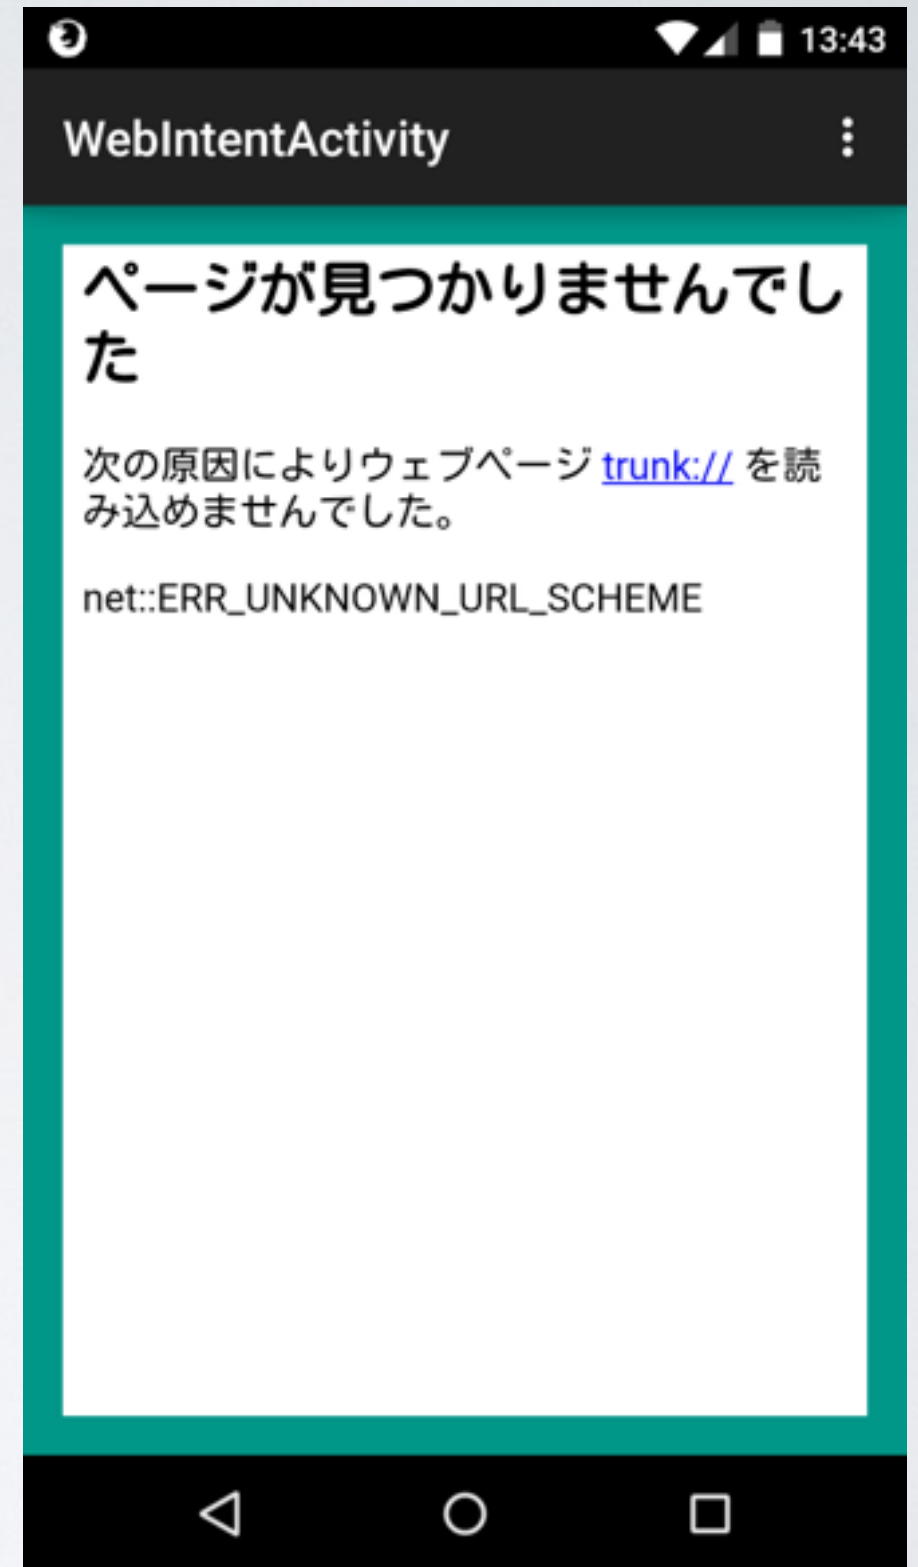 13:43
WebIntentActivity
ページが見つかりませんでし
た
次の原因によりウェブページ trunk:// を読
み込めませんでした。
net::ERR_UNKNOWN_URL_SCHEME